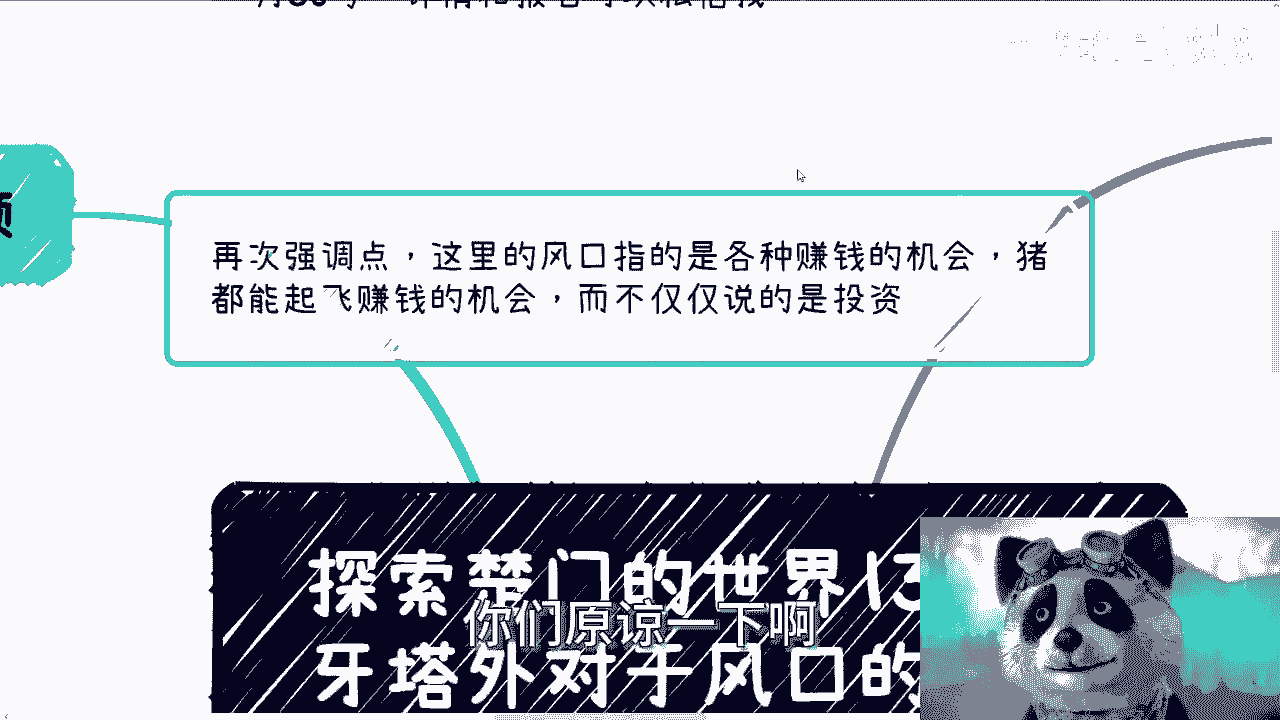 再次强调点，这里的风口指的是各种赚钱的机会，猪
都能起飞赚钱的机会，而不仅仅说的是投资
探索楚门的世界 13
你们原谅一下啊
牙塔外对于风口的